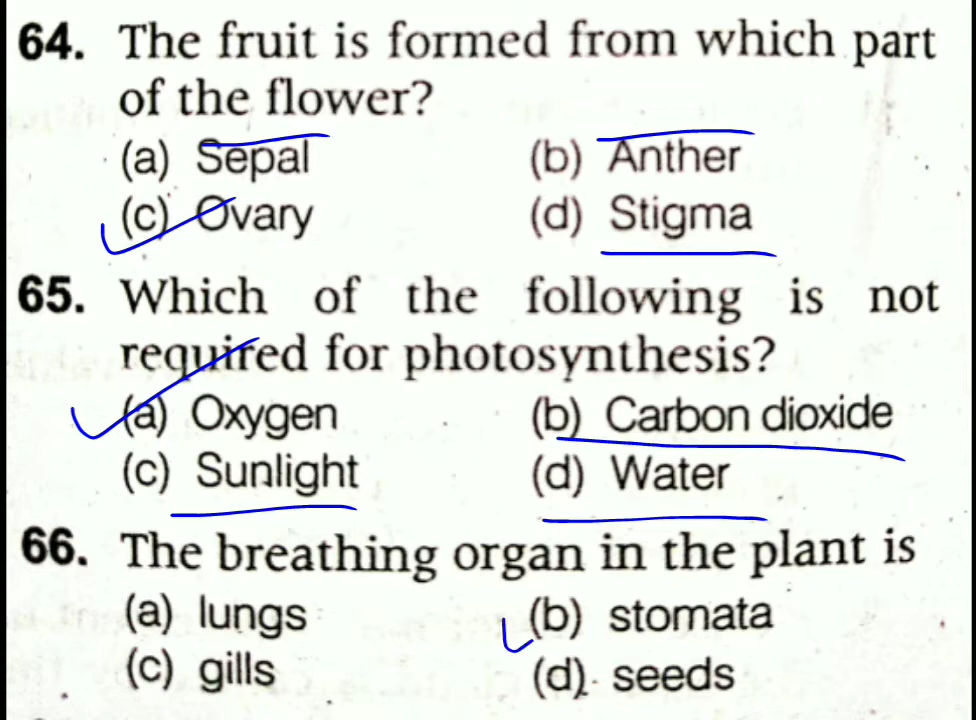 64. The fruit is formed from which part
of the flower?
(a) Sepal (b) Anther
(c) Ovary (d) Stigma
65. Which of the following is not
required for photosynthesis?
(a) Oxygen (b) Carbon dioxide
(c) Sunlight (d) Water
66. The breathing organ in the plant is
(a) lungs (b) stomata
(c) gills (d) seeds